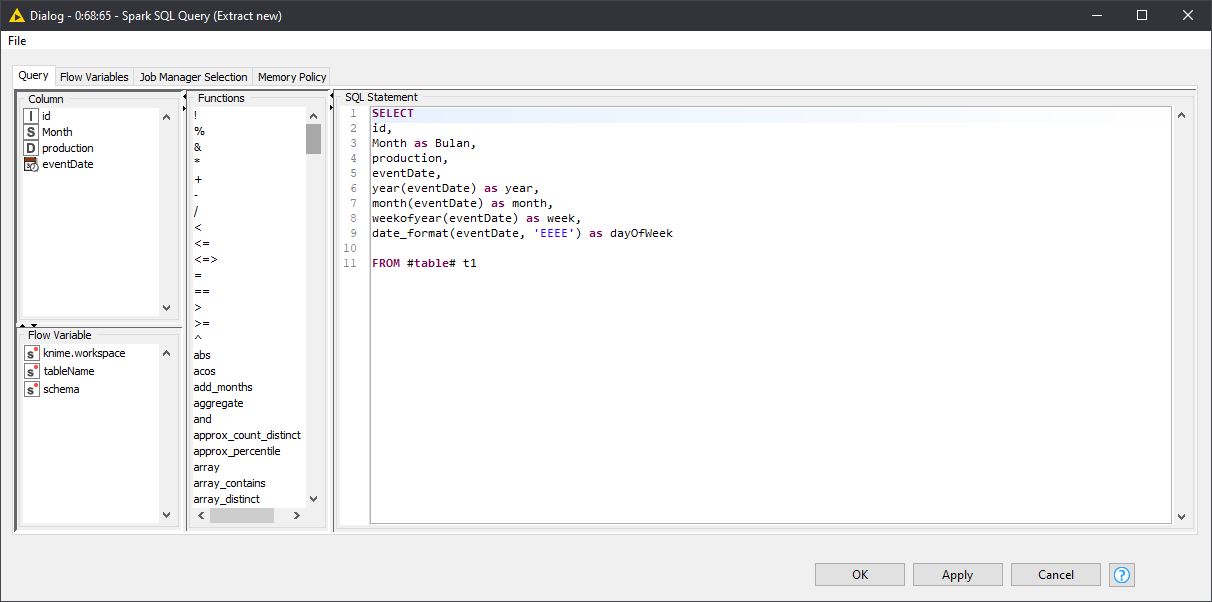 Dialog - 0:68:65 - Spark SQL Query (Extract new)
File
Query Flow Variables Job Manager Selection Memory Policy
Column
I id
S Month
D production
eventDate
Flow Variable
s knime.workspace
s tableName
s schema
Functions
!
%
&
*
+
-
/
<
<=
<=>
=
==
>
>=
^
abs
acos
add_months
aggregate
and
approx_count_distinct
approx_percentile
array
array_contains
array_distinct
SQL Statement
1 SELECT
2 id,
3 Month as Bulan,
4 production,
5 eventDate,
6 year(eventDate) as year,
7 month(eventDate) as month,
8 weekofyear(eventDate) as week,
9 date_format(eventDate, 'EEEE') as dayOfWeek
10
11 FROM #table# t1
OK Apply Cancel ?